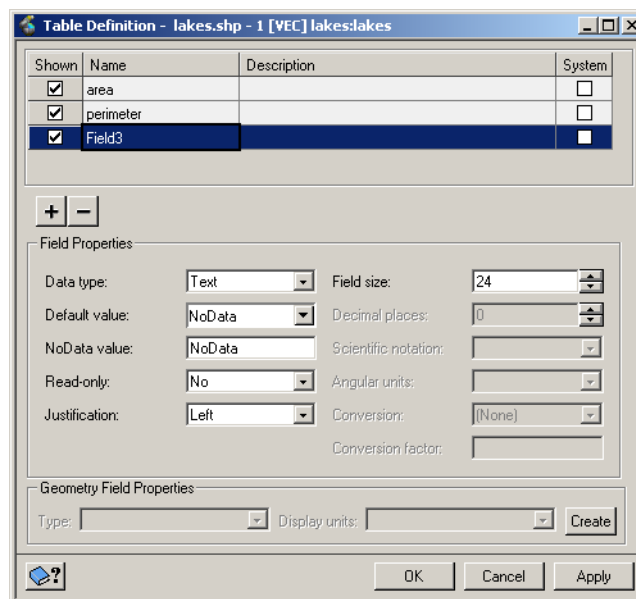 Table Definition - lakes.shp - 1 [VEC] lakes:lakes
Shown Name Description System
area
perimeter
Field3
+ −
Field Properties
Data type: Text Field size: 24
Default value: NoData Decimal places: 0
NoData value: NoData Scientific notation:
Read-only: No Angular units:
Justification: Left Conversion: (None)
Conversion factor:
Geometry Field Properties
Type: Display units: Create
? OK Cancel Apply